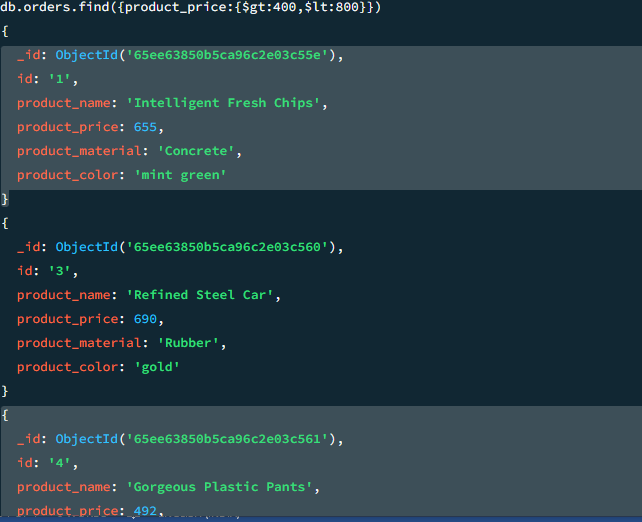 db.orders.find({product_price:{$gt:400,$lt:800}})
{
_id: ObjectId('65ee63850b5ca96c2e03c55e'),
id: '1',
product_name: 'Intelligent Fresh Chips',
product_price: 655,
product_material: 'Concrete',
product_color: 'mint green'
}
{
_id: ObjectId('65ee63850b5ca96c2e03c560'),
id: '3',
product_name: 'Refined Steel Car',
product_price: 690,
product_material: 'Rubber',
product_color: 'gold'
}
{
_id: ObjectId('65ee63850b5ca96c2e03c561'),
id: '4',
product_name: 'Gorgeous Plastic Pants',
product_price: 492,